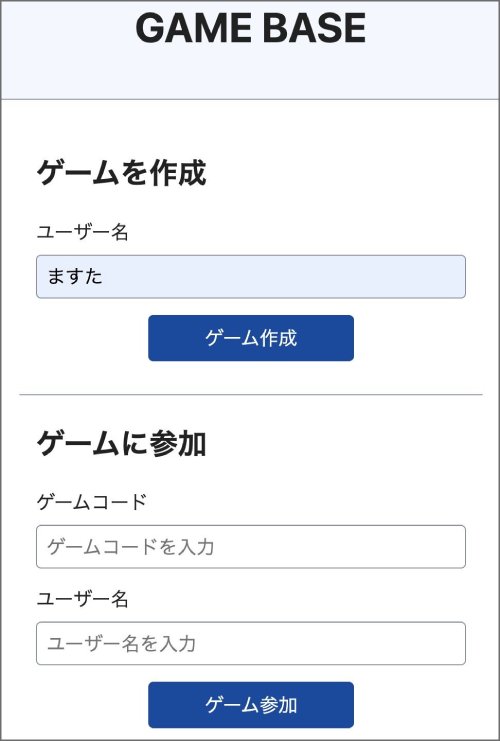 GAME BASE
ゲームを作成
ユーザー名
ますた
ゲーム作成
ゲームに参加
ゲームコード
ゲームコードを入力
ユーザー名
ユーザー名を入力
ゲーム参加